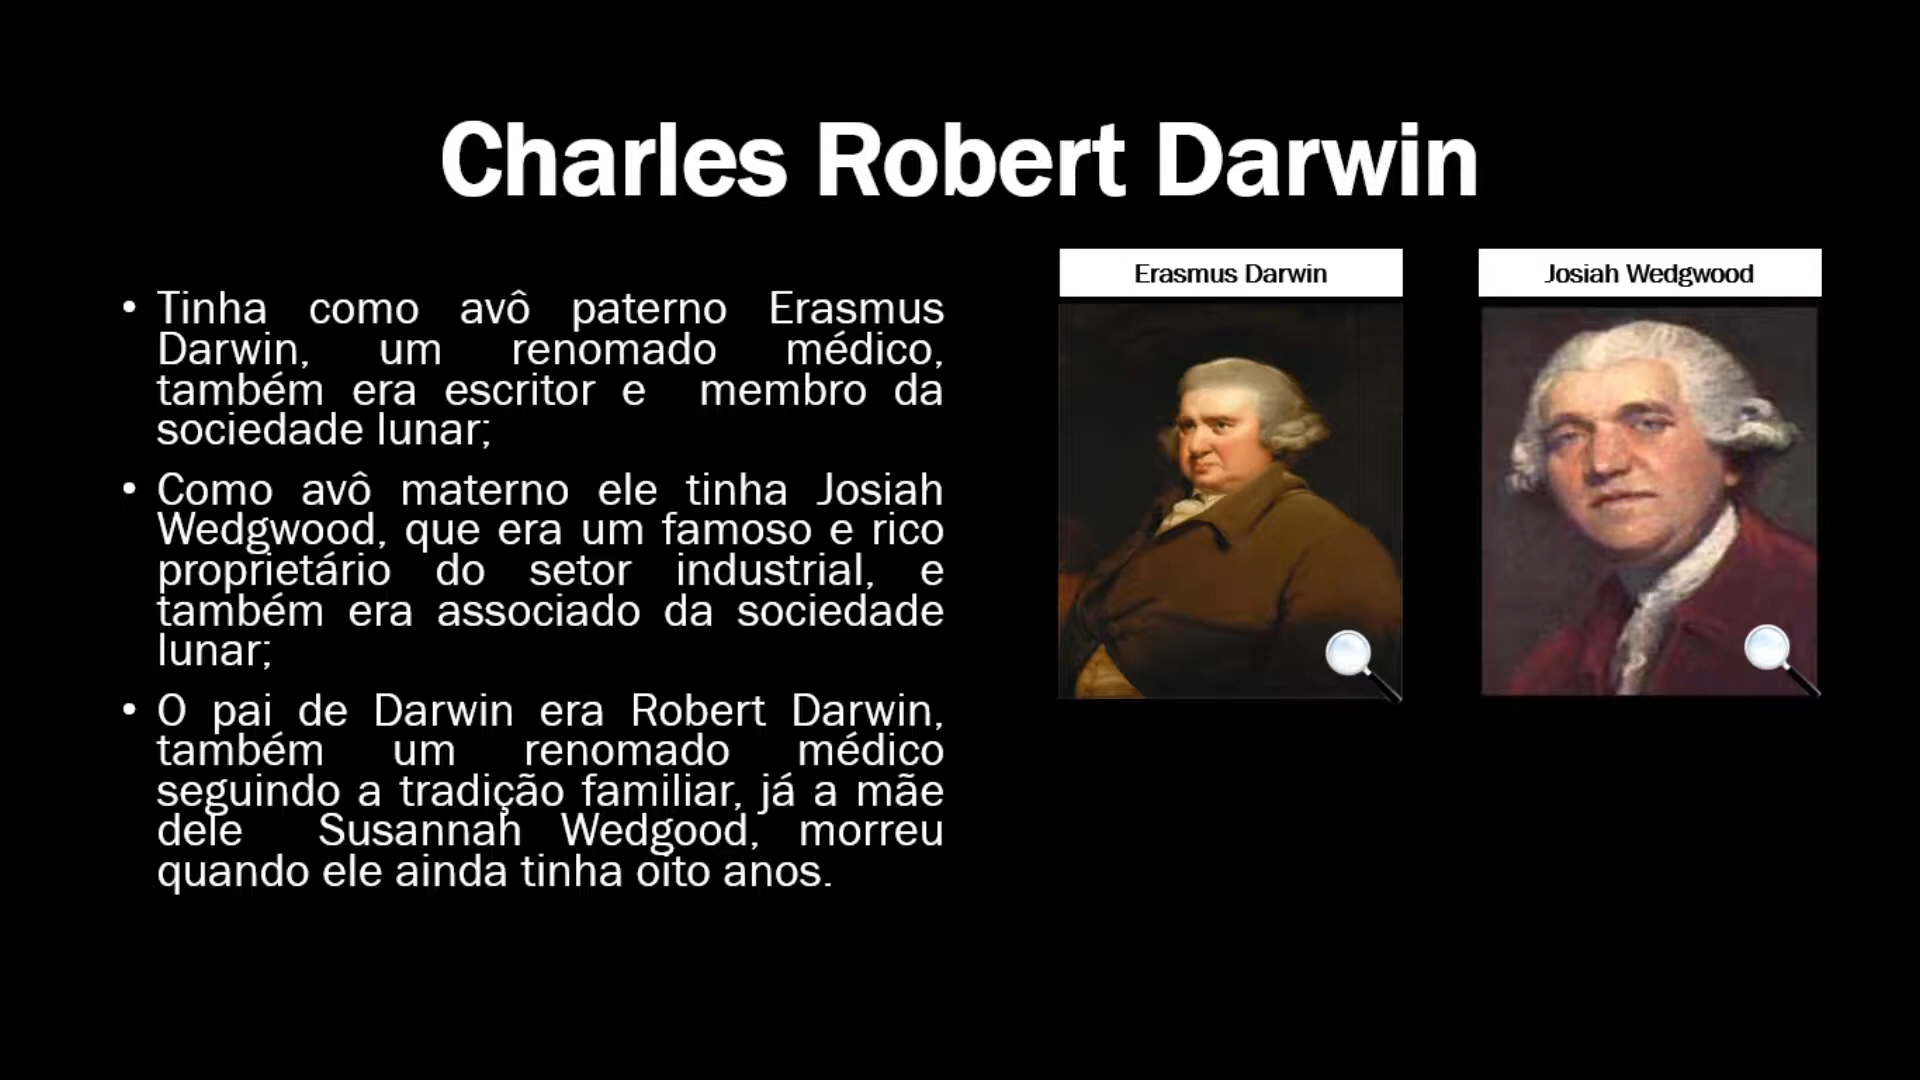 Charles Robert Darwin
• Tinha como avô paterno Erasmus
Darwin, um renomado médico,
também era escritor e membro da
sociedade lunar;
• Como avô materno ele tinha Josiah
Wedgwood, que era um famoso e rico
proprietário do setor industrial, e
também era associado da sociedade
lunar;
• O pai de Darwin era Robert Darwin,
também um renomado médico
seguindo a tradição familiar, já a mãe
dele Susannah Wedgood, morreu
quando ele ainda tinha oito anos.
Erasmus Darwin
Josiah Wedgwood